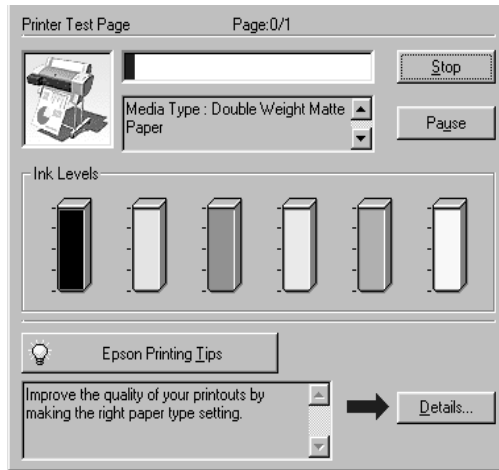 Printer Test Page Page:0/1
Stop
Media Type : Double Weight Matte
Paper
Pause
Ink Levels
Epson Printing Tips
Improve the quality of your printouts by
making the right paper type setting.
Details...